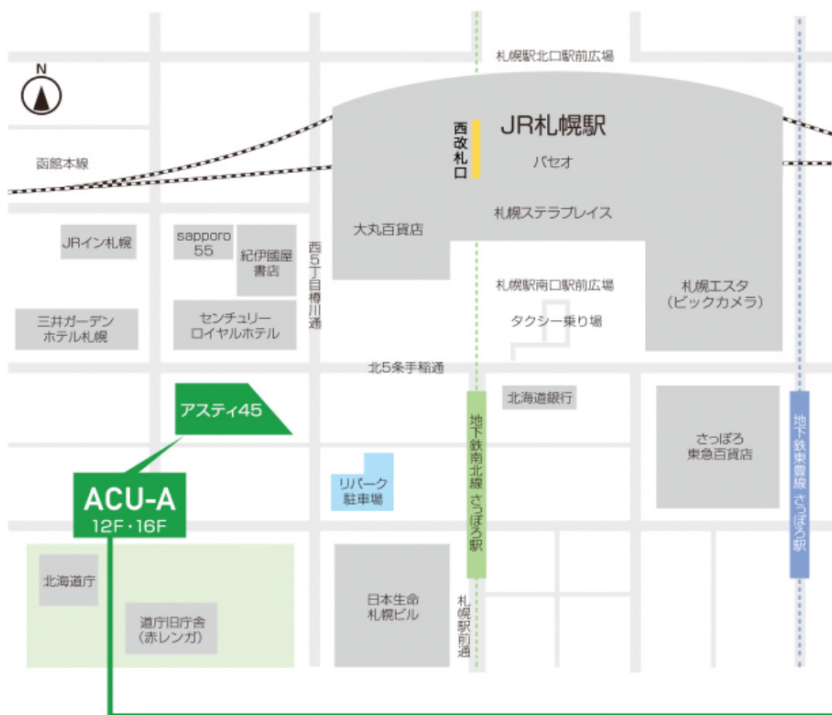 札幌駅北口駅前広場
N
JR札幌駅
西改札口
函館本線
パセオ
札幌ステラプレイス
大丸百貨店
JRイン札幌
sapporo
55
紀伊國屋
書店
西5丁目樽川通
札幌駅南口駅前広場
札幌エスタ
(ビックカメラ)
三井ガーデン
ホテル札幌
センチュリー
ロイヤルホテル
タクシー乗り場
北5条手稲通
アスティ45
北海道銀行
地下鉄南北線 さっぽろ駅
さっぽろ
東急百貨店
地下鉄東豊線 さっぽろ駅
リパーク
駐車場
ACU-A
12F・16F
北海道庁
道庁旧庁舎
(赤レンガ)
日本生命
札幌ビル
札幌駅前通